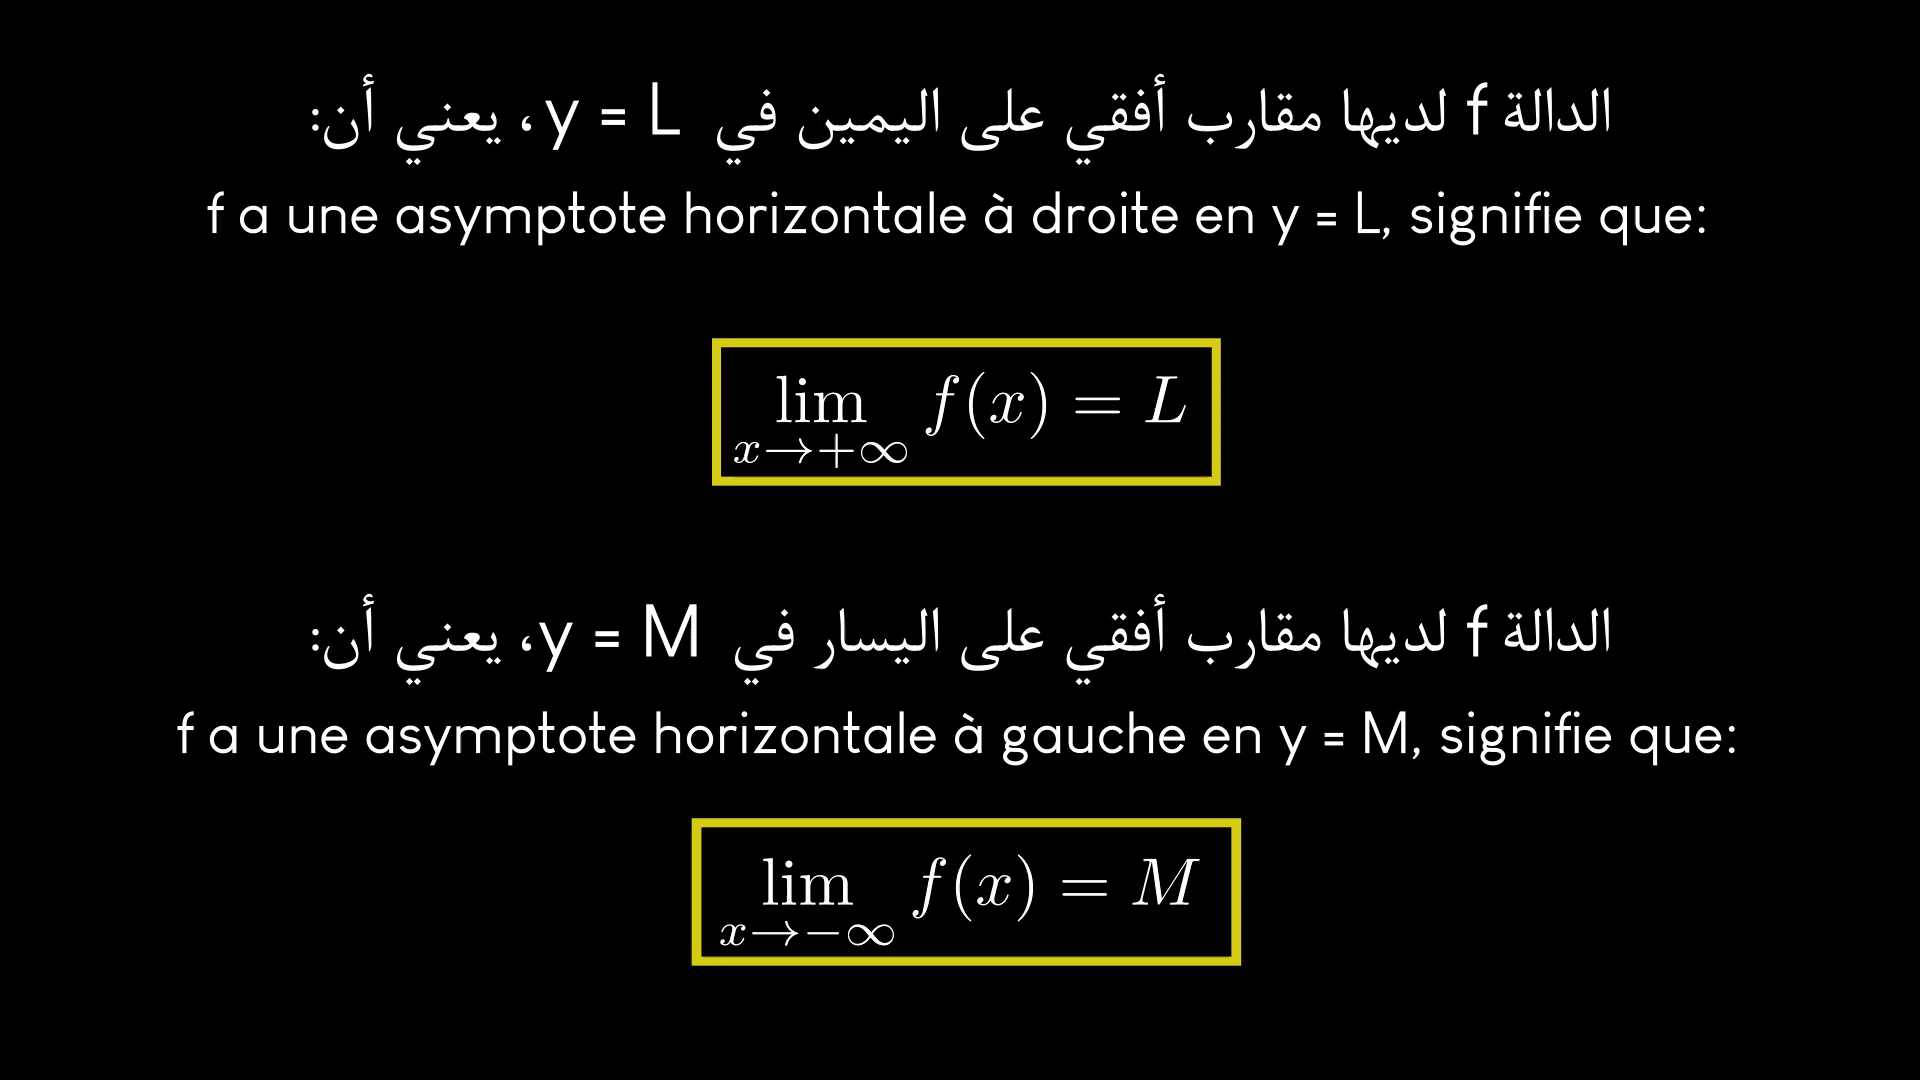 الدالة f لديها مقارب أفقي على اليمين في y = L، يعني أن:
f a une asymptote horizontale à droite en y = L, signifie que:
lim f(x) = L
x→+∞
الدالة f لديها مقارب أفقي على اليسار في y = M، يعني أن:
f a une asymptote horizontale à gauche en y = M, signifie que:
lim f(x) = M
x→−∞